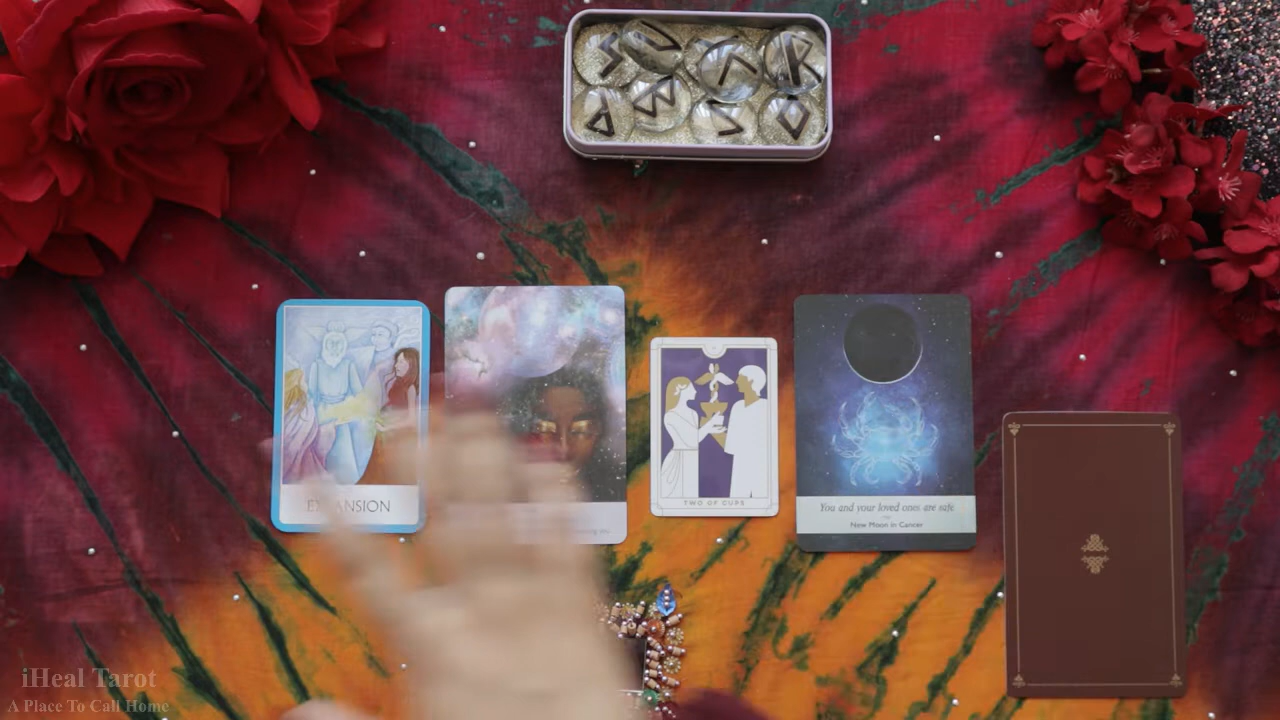 EXPANSION
TWO OF CUPS
You and your loved ones are safe
New Moon in Cancer
iHeal Tarot
A Place To Call Home